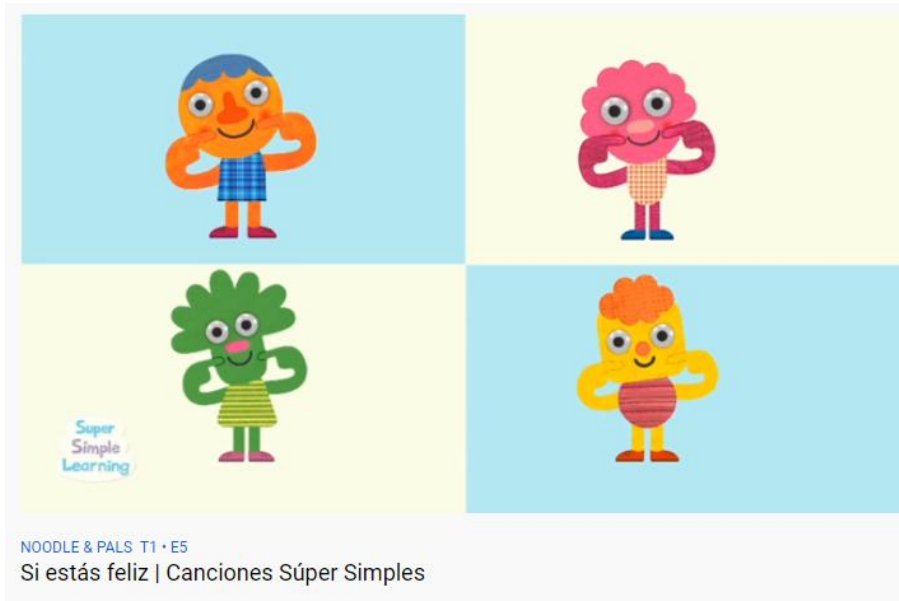 Super
Simple
Learning
NOODLE & PALS T1 • E5
Si estás feliz | Canciones Súper Simples